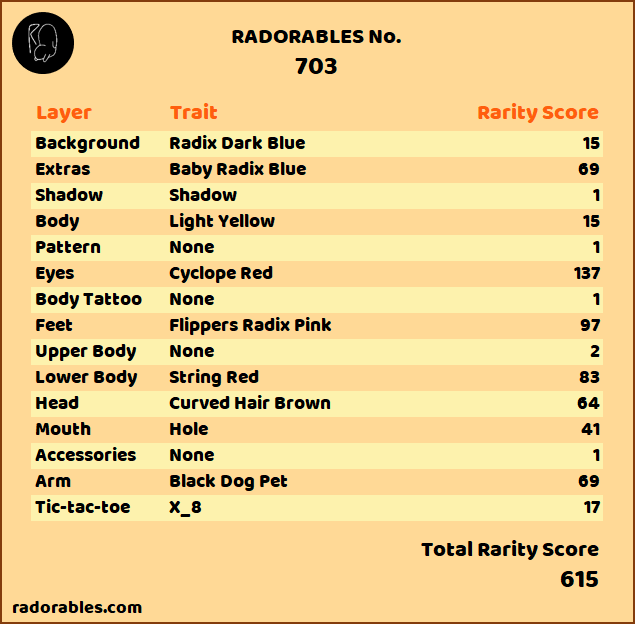 RADORABLES No.
703
Layer Trait Rarity Score
Background Radix Dark Blue 15
Extras Baby Radix Blue 69
Shadow Shadow 1
Body Light Yellow 15
Pattern None 1
Eyes Cyclope Red 137
Body Tattoo None 1
Feet Flippers Radix Pink 97
Upper Body None 2
Lower Body String Red 83
Head Curved Hair Brown 64
Mouth Hole 41
Accessories None 1
Arm Black Dog Pet 69
Tic-tac-toe X_8 17
Total Rarity Score
615
radorables.com